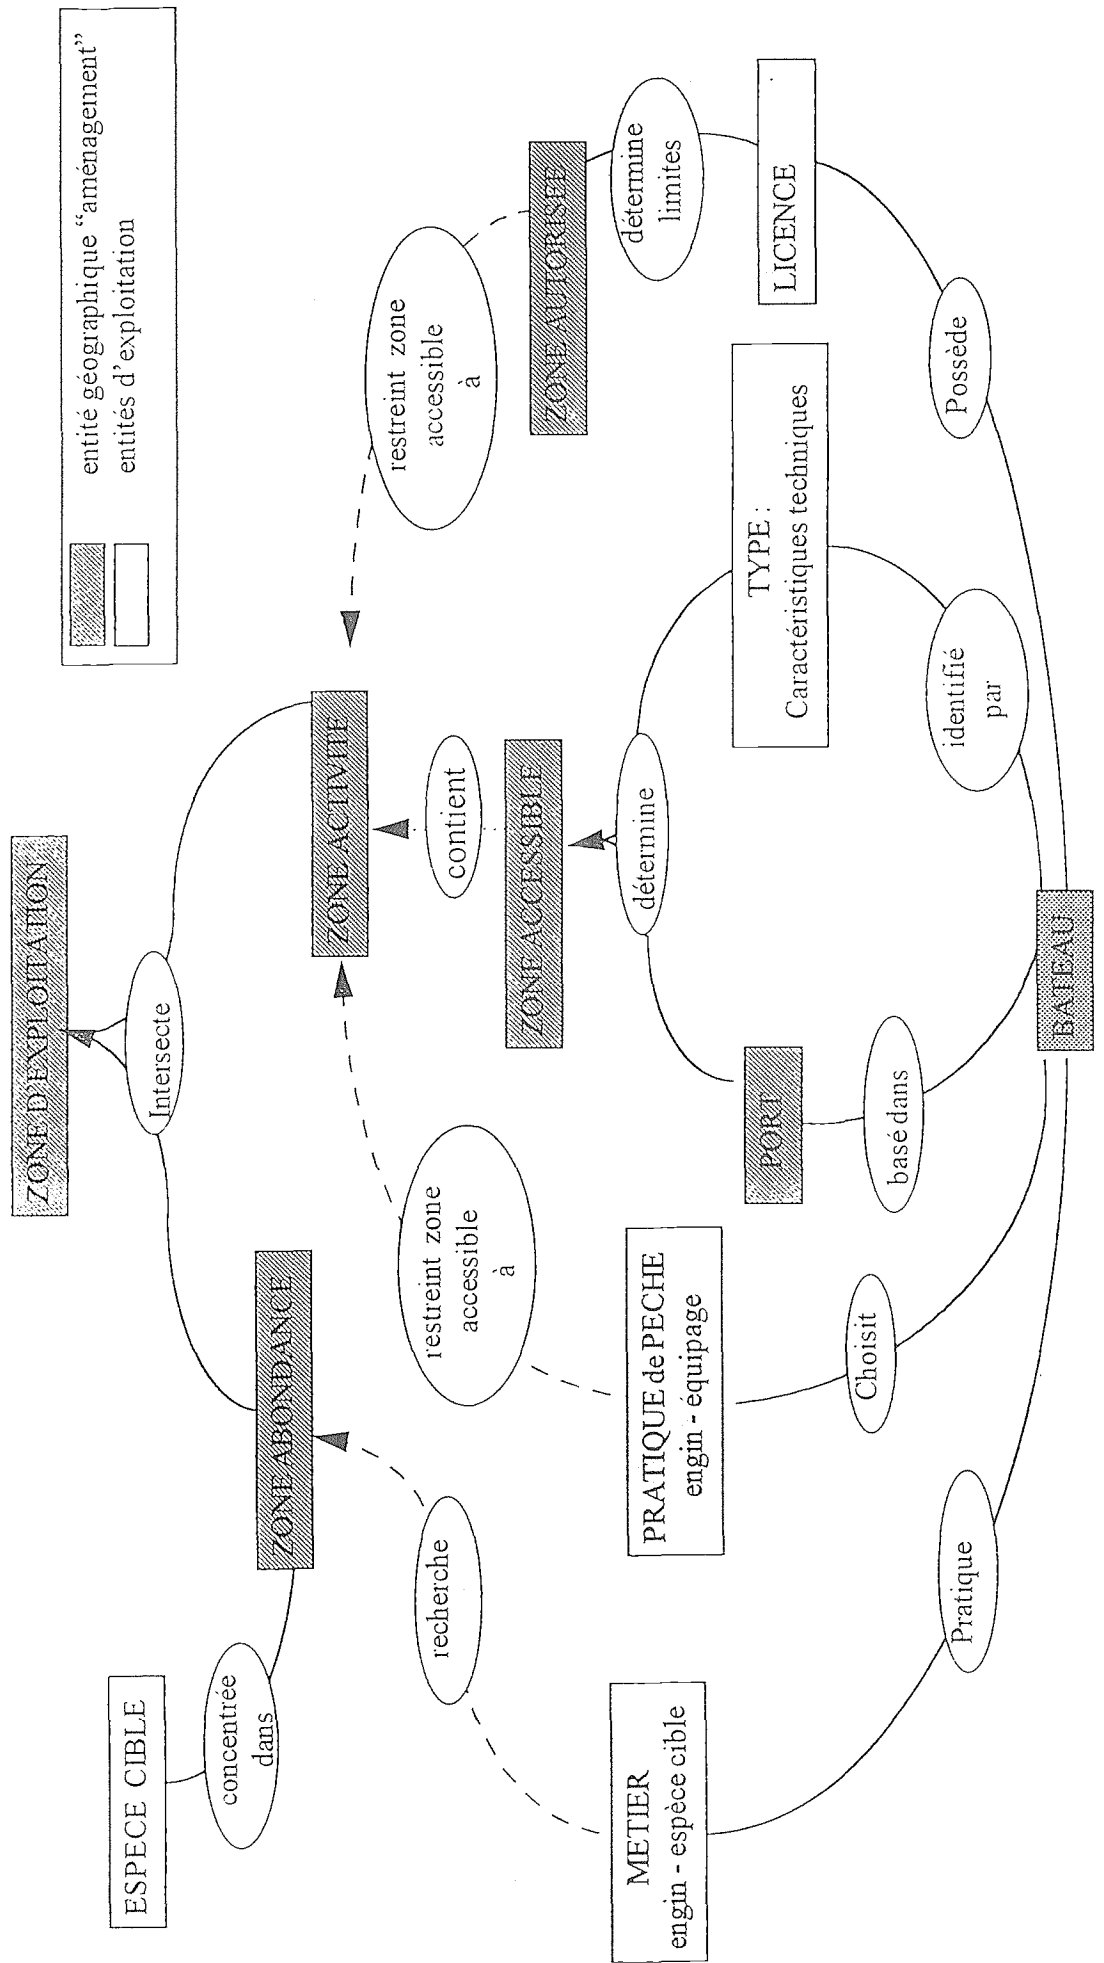 entité géographique “aménagement”
entités d'exploitation
ZONE D'EXPLOITATION
Intersecte
ESPECE CIBLE
concentrée
dans
ZONE ABONDANCE
ZONE ACTIVITE
restreint zone
accessible
à
recherche
restreint zone
accessible
à
contient
ZONE ACCESSIBLE
ZONE AUTORISEE
détermine
limites
détermine
METIER
engin - espèce cible
PRATIQUE de PECHE
engin - équipage
PORT
TYPE :
Caractéristiques techniques
LICENCE
Pratique
Choisit
basé dans
identifié
par
Possède
BATEAU